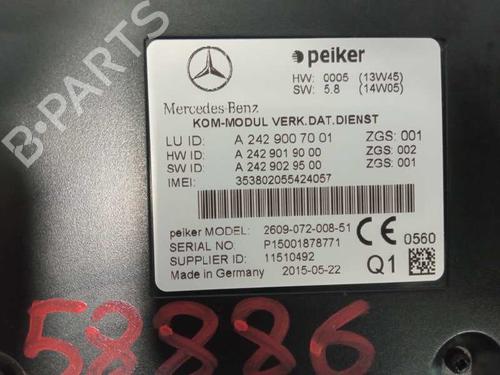 peiker
HW: 0005 (13W45)
SW: 5.8 (14W05)
Mercedes-Benz
KOM-MODUL VERK.DAT.DIENST
LU ID: A 242 900 70 01 ZGS: 001
HW ID: A 242 901 90 00 ZGS: 002
SW ID: A 242 902 95 00 ZGS: 001
IMEI: 353802055424057
peiker MODEL: 2609-072-008-51
SERIAL NO: P15001878771
CE 0560
SUPPLIER ID: 11510492
Made in Germany 2015-05-22 Q1
58886
B-PARTS